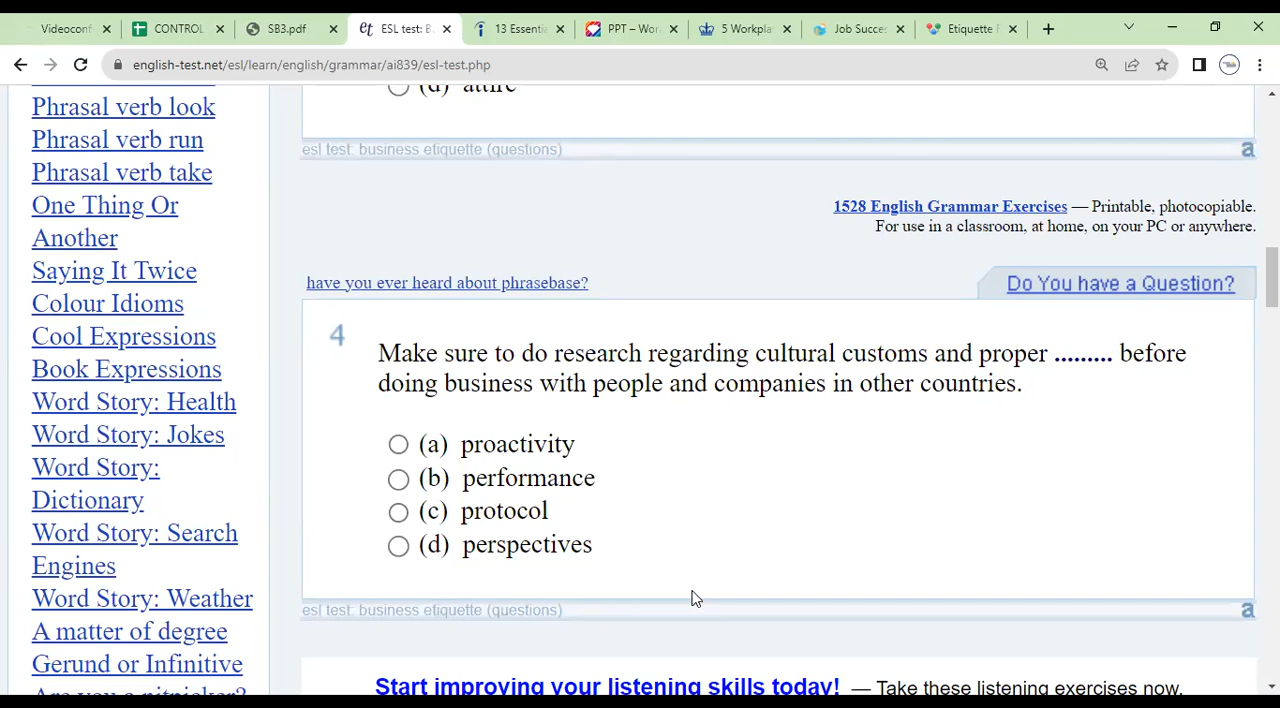 Videoconf
CONTROL
SB3.pdf
et ESL test: B
13 Essenti
PPT – Wor
5 Workpla
Job Succe
Etiquette
english-test.net/esl/learn/english/grammar/ai839/esl-test.php
Phrasal verb look
Phrasal verb run
Phrasal verb take
One Thing Or
Another
Saying It Twice
Colour Idioms
Cool Expressions
Book Expressions
Word Story: Health
Word Story: Jokes
Word Story:
Dictionary
Word Story: Search
Engines
Word Story: Weather
A matter of degree
Gerund or Infinitive
Are you a nitpicker?
(d) attire
esl test: business etiquette (questions) a
1528 English Grammar Exercises — Printable, photocopiable.
For use in a classroom, at home, on your PC or anywhere.
have you ever heard about phrasebase?
Do You have a Question?
4
Make sure to do research regarding cultural customs and proper ......... before
doing business with people and companies in other countries.
(a) proactivity
(b) performance
(c) protocol
(d) perspectives
esl test: business etiquette (questions) a
Start improving your listening skills today! — Take these listening exercises now.